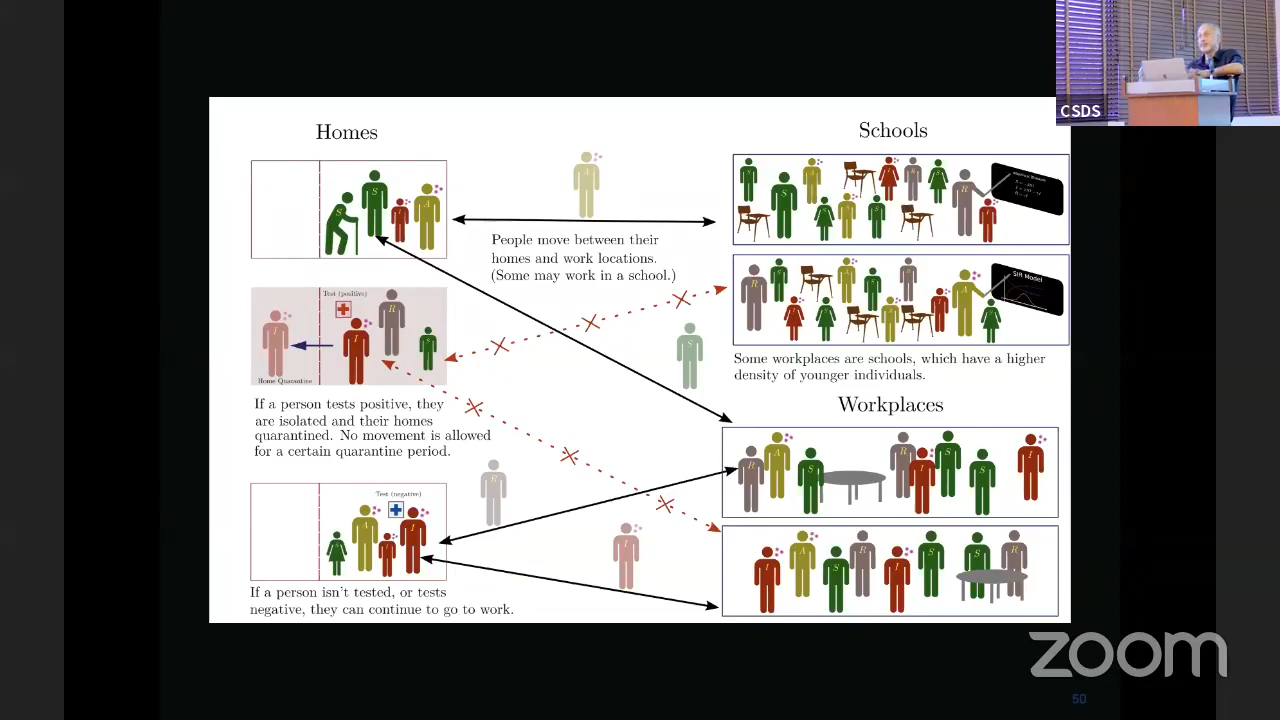 CSDS
Homes
Schools
People move between their
homes and work locations.
(Some may work in a school.)
Test (positive)
Home Quarantine
SIR Model
If a person tests positive, they
are isolated and their homes
quarantined. No movement is allowed
for a certain quarantine period.
Some workplaces are schools, which have a higher
density of younger individuals.
Workplaces
Test (negative)
If a person isn't tested, or tests
negative, they can continue to go to work.
zoom
50